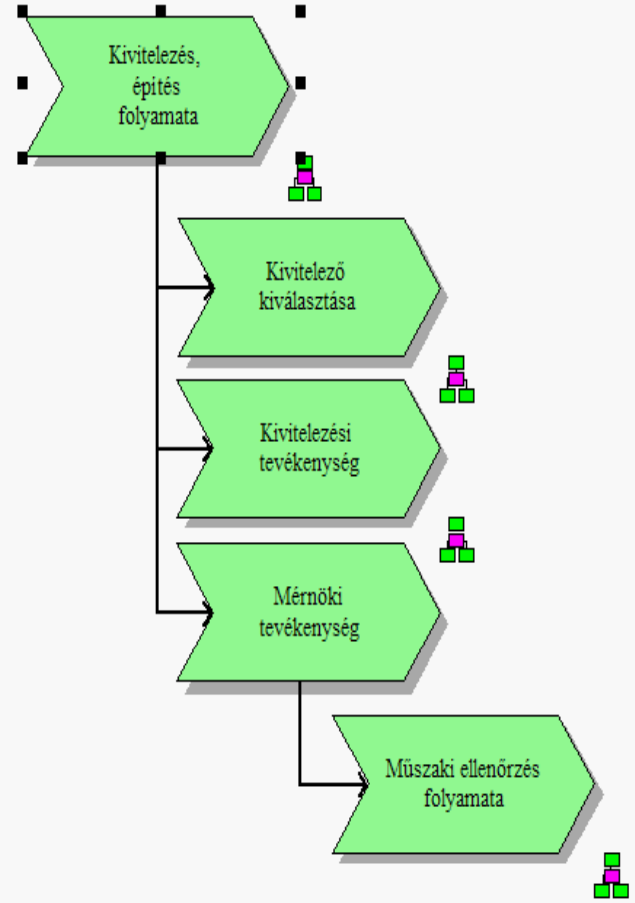 Kivitelezés,
építés
folyamata
Kivitelező
kiválasztása
Kivitelezési
tevékenység
Mérnöki
tevékenység
Műszaki ellenőrzés
folyamata